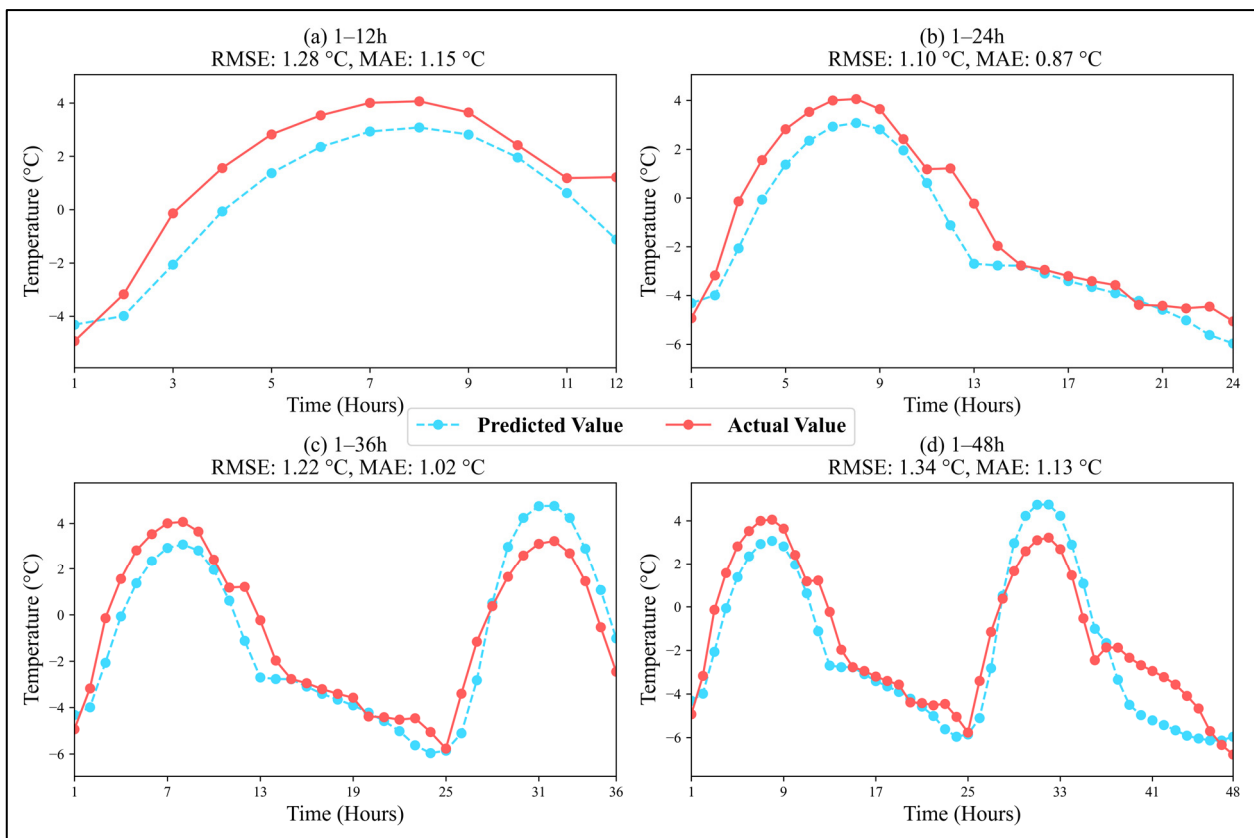 (a) 1–12h
RMSE: 1.28 °C, MAE: 1.15 °C
Temperature (°C)
4
2
0
−2
−4
1
3
5
7
9
11
12
Time (Hours)
(b) 1–24h
RMSE: 1.10 °C, MAE: 0.87 °C
Temperature (°C)
4
2
0
−2
−4
−6
1
5
9
13
17
21
24
Time (Hours)
Predicted Value
Actual Value
(c) 1–36h
RMSE: 1.22 °C, MAE: 1.02 °C
Temperature (°C)
4
2
0
−2
−4
−6
1
7
13
19
25
31
36
Time (Hours)
(d) 1–48h
RMSE: 1.34 °C, MAE: 1.13 °C
Temperature (°C)
4
2
0
−2
−4
−6
1
9
17
25
33
41
48
Time (Hours)